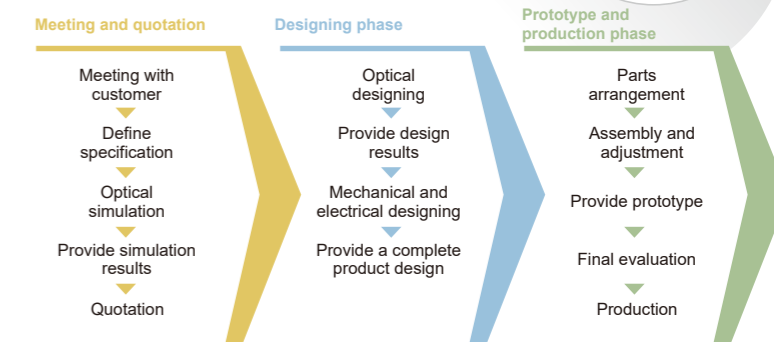 Meeting and quotation
Meeting with
customer
Define
specification
Optical
simulation
Provide simulation
results
Quotation
Designing phase
Optical
designing
Provide design
results
Mechanical and
electrical designing
Provide a complete
product design
Prototype and
production phase
Parts
arrangement
Assembly and
adjustment
Provide prototype
Final evaluation
Production